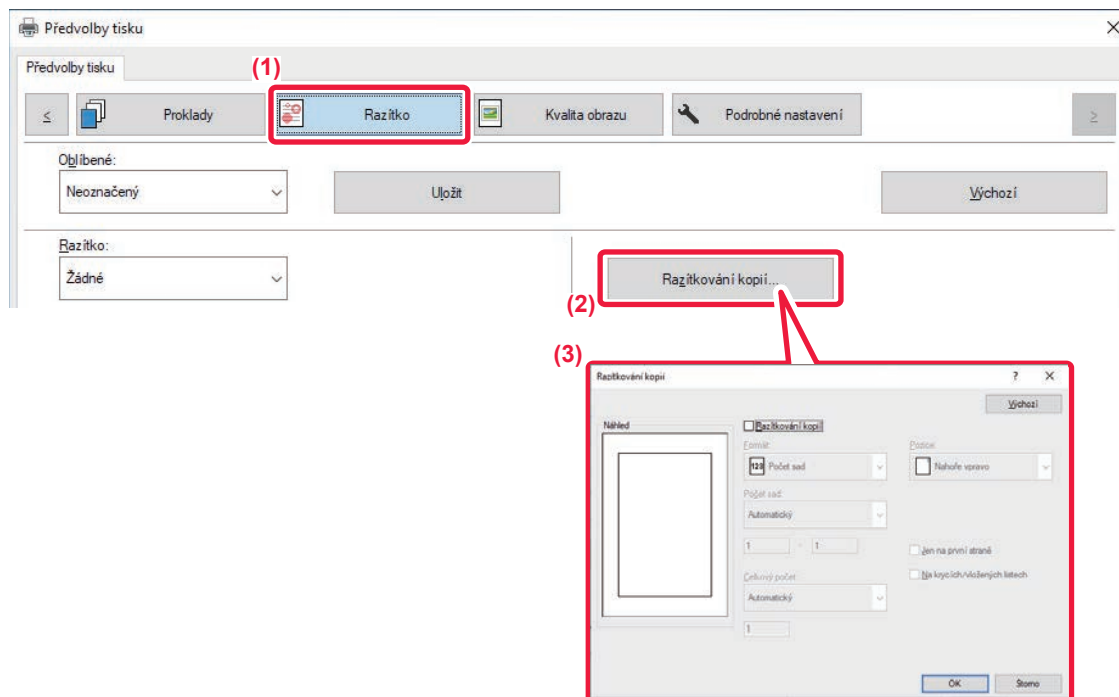 Předvolby tisku
Předvolby tisku
(1)
≤ Proklady Razítko Kvalita obrazu Podrobné nastavení ≥
Oblíbené:
Neoznačený Uložit Výchozí
Razítko:
Žádné Razítkování kopií...
(2)
(3)
Razítkování kopií ?
Výchozí
Náhled Razítkování kopií
Formát: Pozice:
123 Počet sad Nahoře vpravo
Počet sad:
Automatický
1 - 1 Jen na první straně
Na krycích/vložených listech
Celkový počet:
Automatický
1
OK Storno